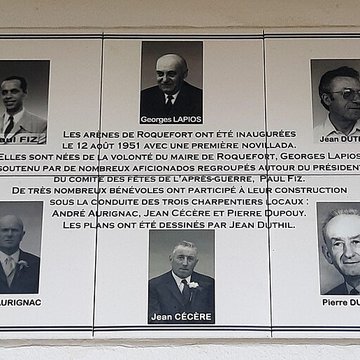 Georges LAPIOS
FIZ
Jean
LES ARÈNES DE ROQUEFORT ONT ÉTÉ INAUGURÉES
LE 12 AOÛT 1951 AVEC UNE PREMIÈRE NOVILLADA.
ELLES SONT NÉES DE LA VOLONTÉ DU MAIRE DE ROQUEFORT, GEORGES LAPIOS
SOUTENU PAR DE NOMBREUX AFICIONADOS REGROUPÉS AUTOUR DU PRÉSIDENT
DU COMITÉ DES FÊTES DE L'APRÈS-GUERRE, PAUL FIZ.
DE TRÈS NOMBREUX BÉNÉVOLES ONT PARTICIPÉ À LEUR CONSTRUCTION
SOUS LA CONDUITE DES TROIS CHARPENTIERS LOCAUX :
ANDRÉ AURIGNAC, JEAN CÉCÈRE ET PIERRE DUPOUY.
LES PLANS ONT ÉTÉ DESSINÉS PAR JEAN DUTHIL.
AURIGNAC
Jean CÉCÈRE
Pierre